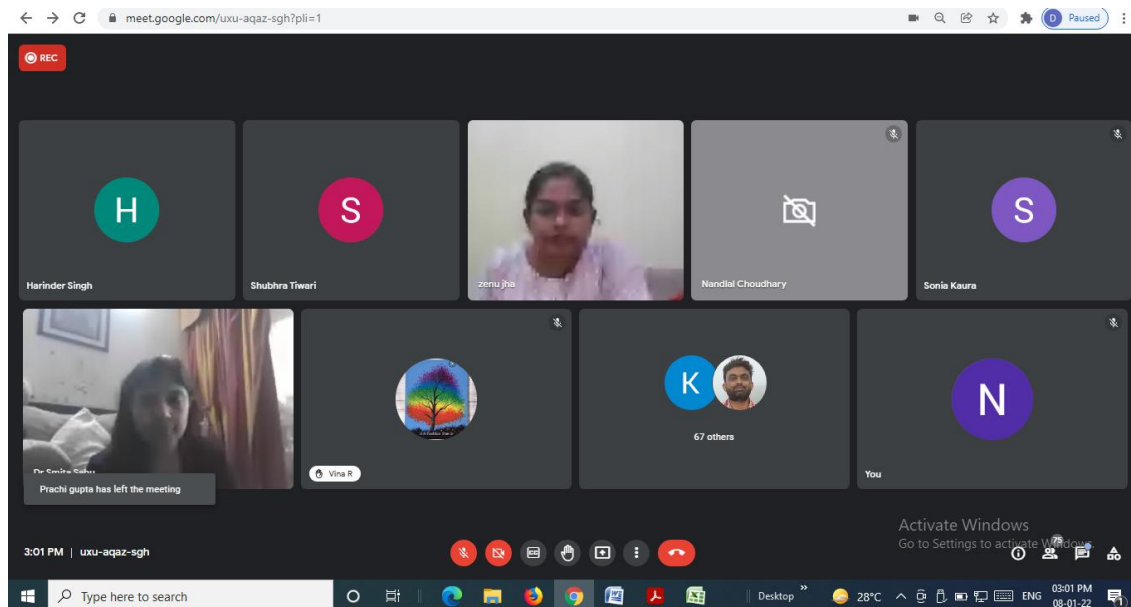 meet.google.com/uxu-aqaz-sgh?pli=1
D Paused
REC
H
S
S
Harinder Singh
Shubhra Tiwari
zenu jha
Nandlal Choudhary
Sonia Kaura
K
67 others
N
Dr Smita Sahu
Vina R
You
Prachi gupta has left the meeting
Activate Windows
Go to Settings to activate Windows.
75
3:01 PM | uxu-aqaz-sgh
Type here to search
Desktop
28°C
ENG
03:01 PM
08-01-22